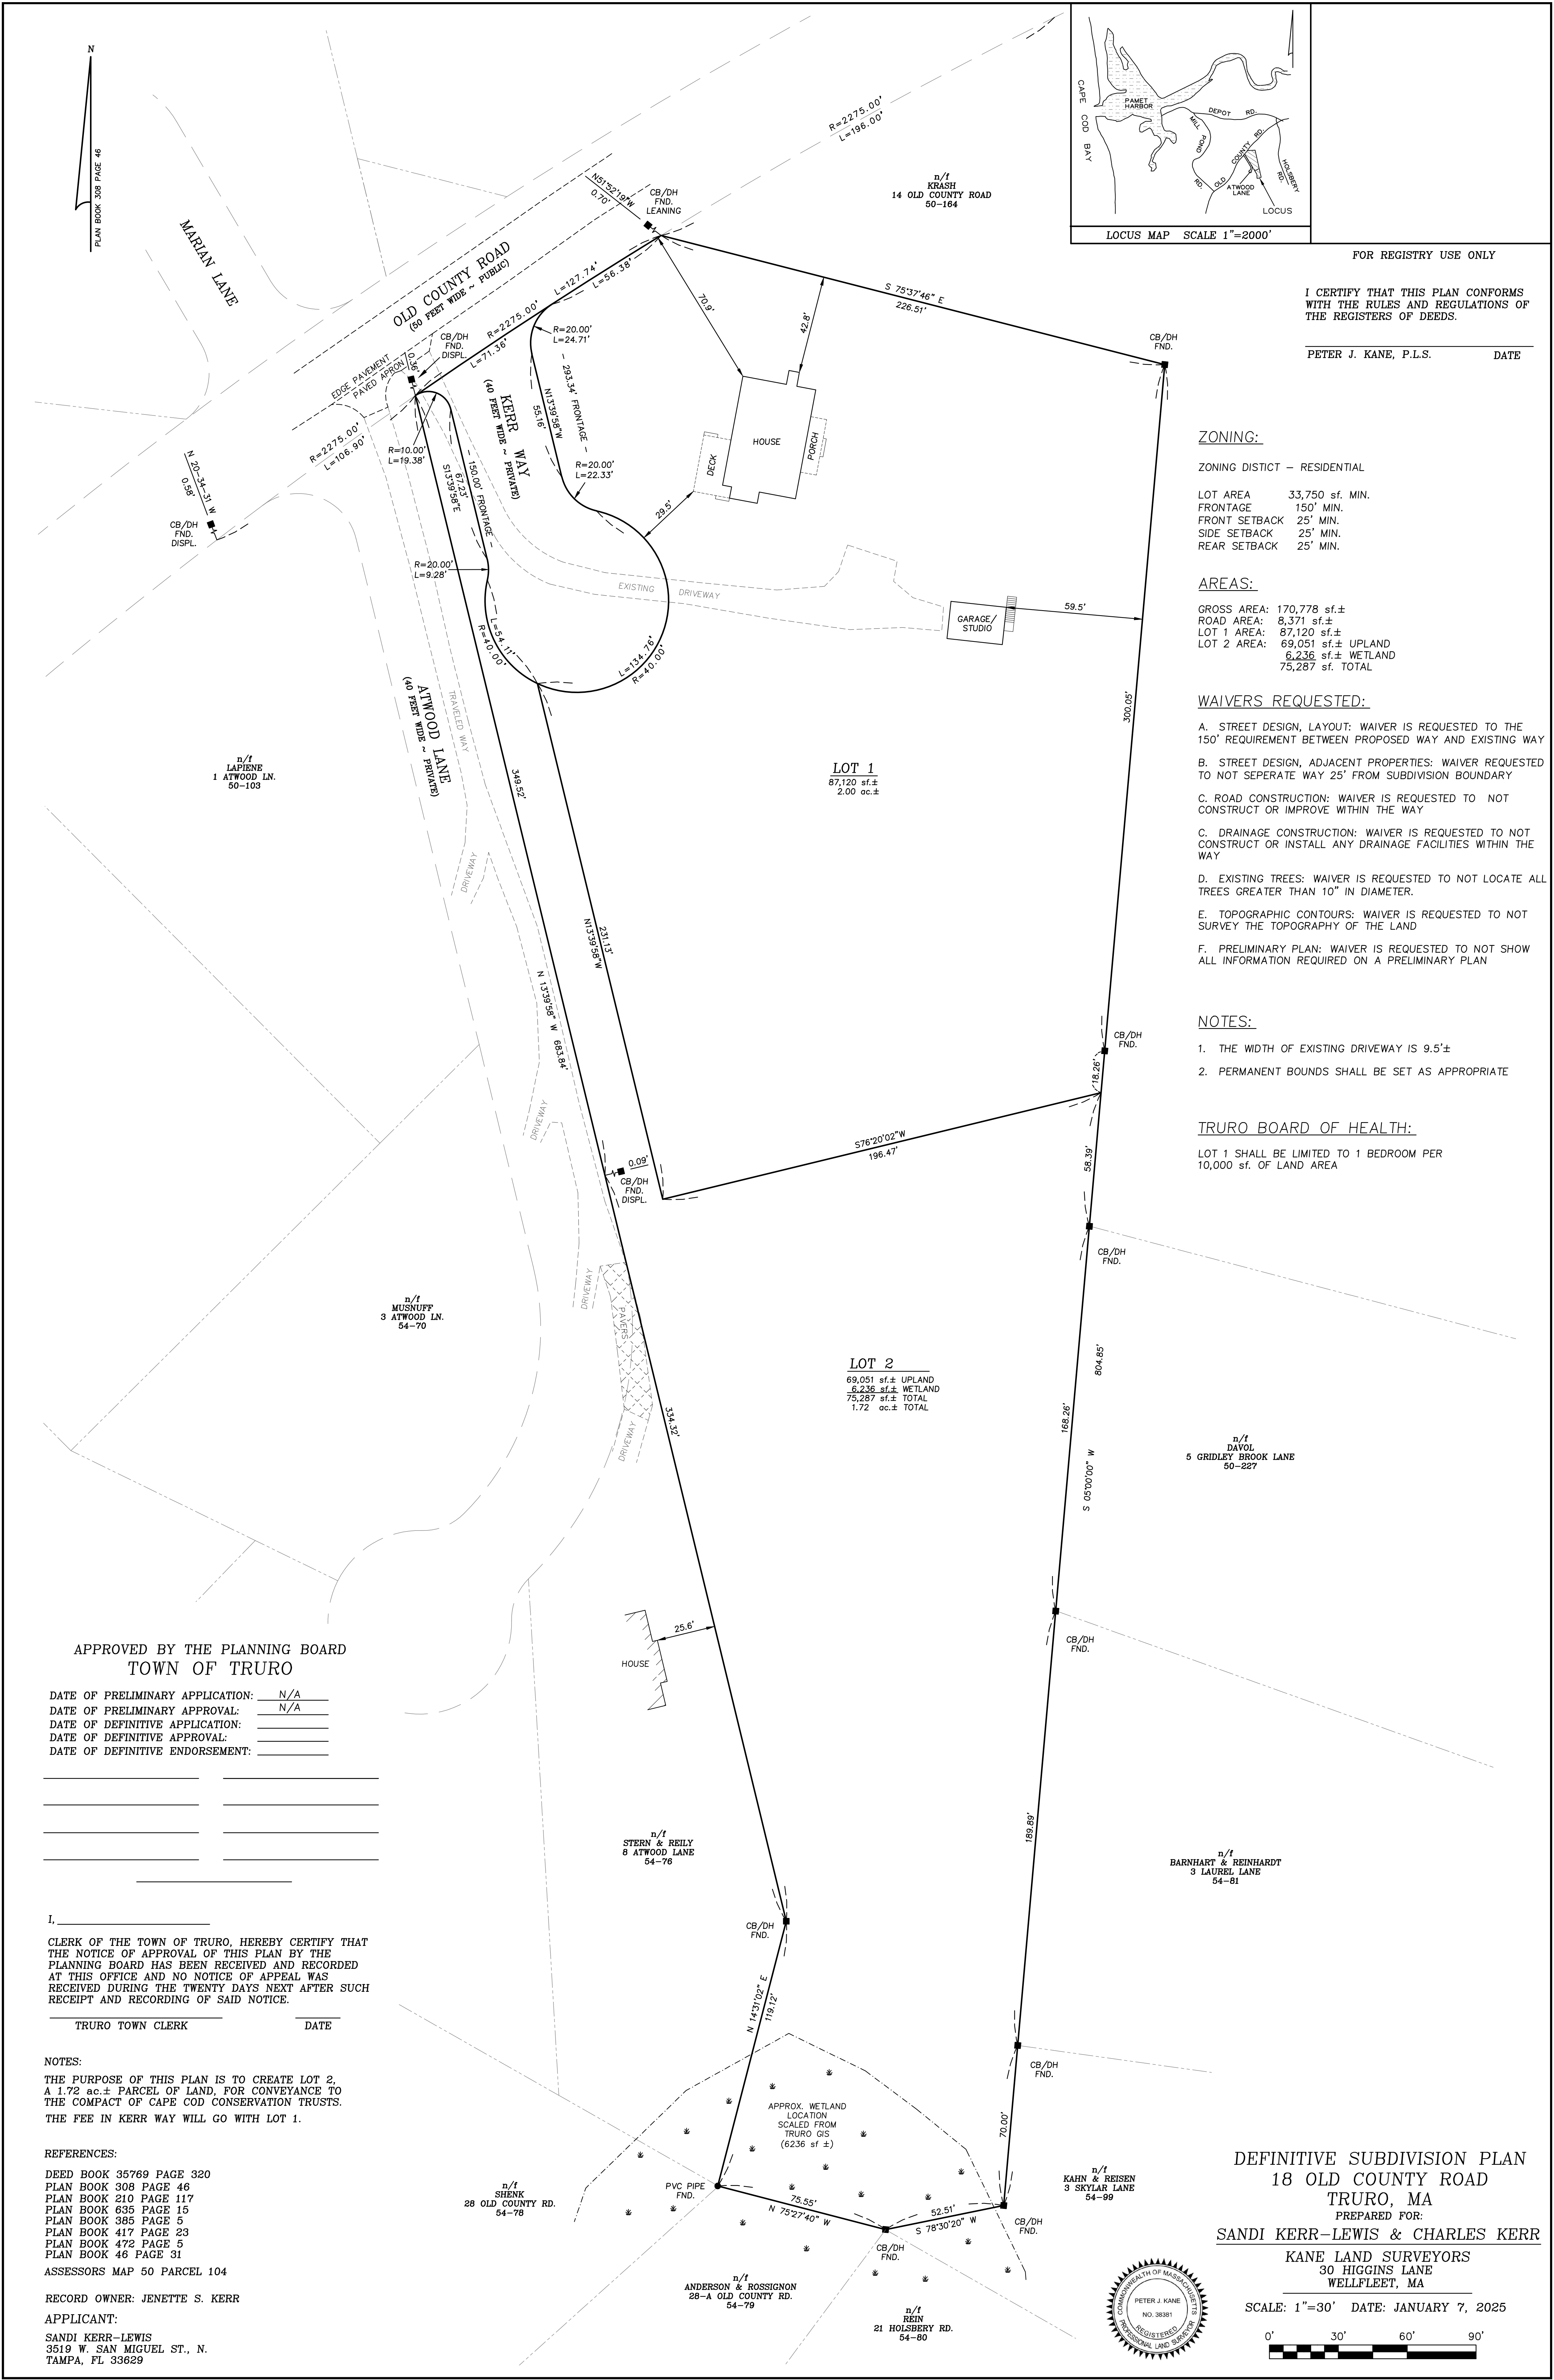 N
PLAN BOOK 308 PAGE 46
MARIAN LANE
R=2275.00'
L=196.00'
n/f
KRASH
14 OLD COUNTY ROAD
50-164
N51°52'19"W
0.70'
CB/DH
FND.
LEANING
OLD COUNTY ROAD
(50 FEET WIDE ~ PUBLIC)
L=127.74'
L=56.38'
R=2275.00'
L=71.36'
CB/DH
FND.
DISPL.
0.36'
EDGE PAVEMENT
PAVED APRON
R=2275.00'
L=106.90'
N 20-34-31 W
0.58'
CB/DH
FND.
DISPL.
R=20.00'
L=24.71'
293.34' FRONTAGE
N13°39'58"W
55.16'
KERR WAY
(40 FEET WIDE ~ PRIVATE)
R=20.00'
L=22.33'
R=10.00'
L=19.38'
150.00' FRONTAGE
67.23'
S13°39'58"E
R=20.00'
L=9.28'
L=54.11'
R=40.00'
L=134.76'
R=40.00'
70.9'
42.8'
S 75°37'46" E
226.51'
CB/DH
FND.
HOUSE
DECK
PORCH
29.5'
EXISTING DRIVEWAY
GARAGE/
STUDIO
59.5'
300.05'
ATWOOD LANE
(40 FEET WIDE ~ PRIVATE)
TRAVELED WAY
n/f
LAPIENE
1 ATWOOD LN.
50-103
349.52'
LOT 1
87,120 sf.±
2.00 ac.±
DRIVEWAY
231.13'
N13°39'58"W
N 13°39'58" W 683.84'
CB/DH
FND.
18.26'
S76°20'02"W
196.47'
58.39'
DRIVEWAY
0.09'
CB/DH
FND.
DISPL.
CB/DH
FND.
DRIVEWAY
PAVERS
n/f
MUSNUFF
3 ATWOOD LN.
54-70
LOT 2
69,051 sf.± UPLAND
6,236 sf.± WETLAND
75,287 sf.± TOTAL
1.72 ac.± TOTAL
804.85'
168.26'
S 05°00'00" W
334.32'
DRIVEWAY
n/f
DAVOL
5 GRIDLEY BROOK LANE
50-227
25.6'
HOUSE
CB/DH
FND.
189.89'
n/f
STERN & REILY
8 ATWOOD LANE
54-76
n/f
BARNHART & REINHARDT
3 LAUREL LANE
54-81
CB/DH
FND.
N 14°31'02" E
119.12'
CB/DH
FND.
APPROX. WETLAND
LOCATION
SCALED FROM
TRURO GIS
(6236 sf ±)
70.00'
PVC PIPE
FND.
75.55'
N 75°27'40" W
52.51'
S 78°30'20" W
CB/DH
FND.
CB/DH
FND.
n/f
KAHN & REISEN
3 SKYLAR LANE
54-99
n/f
SHENK
28 OLD COUNTY RD.
54-78
n/f
ANDERSON & ROSSIGNON
28-A OLD COUNTY RD.
54-79
n/f
REIN
21 HOLSBERY RD.
54-80
CAPE COD BAY
PAMET
HARBOR
DEPOT RD.
MILL POND RD.
OLD COUNTY RD.
HOLSBERY RD.
ATWOOD
LANE
LOCUS
LOCUS MAP SCALE 1"=2000'
FOR REGISTRY USE ONLY
I CERTIFY THAT THIS PLAN CONFORMS
WITH THE RULES AND REGULATIONS OF
THE REGISTERS OF DEEDS.
PETER J. KANE, P.L.S. DATE
ZONING:
ZONING DISTICT - RESIDENTIAL
LOT AREA 33,750 sf. MIN.
FRONTAGE 150' MIN.
FRONT SETBACK 25' MIN.
SIDE SETBACK 25' MIN.
REAR SETBACK 25' MIN.
AREAS:
GROSS AREA: 170,778 sf.±
ROAD AREA: 8,371 sf.±
LOT 1 AREA: 87,120 sf.±
LOT 2 AREA: 69,051 sf.± UPLAND
6,236 sf.± WETLAND
75,287 sf. TOTAL
WAIVERS REQUESTED:
A. STREET DESIGN, LAYOUT: WAIVER IS REQUESTED TO THE
150' REQUIREMENT BETWEEN PROPOSED WAY AND EXISTING WAY
B. STREET DESIGN, ADJACENT PROPERTIES: WAIVER REQUESTED
TO NOT SEPERATE WAY 25' FROM SUBDIVISION BOUNDARY
C. ROAD CONSTRUCTION: WAIVER IS REQUESTED TO NOT
CONSTRUCT OR IMPROVE WITHIN THE WAY
C. DRAINAGE CONSTRUCTION: WAIVER IS REQUESTED TO NOT
CONSTRUCT OR INSTALL ANY DRAINAGE FACILITIES WITHIN THE
WAY
D. EXISTING TREES: WAIVER IS REQUESTED TO NOT LOCATE ALL
TREES GREATER THAN 10" IN DIAMETER.
E. TOPOGRAPHIC CONTOURS: WAIVER IS REQUESTED TO NOT
SURVEY THE TOPOGRAPHY OF THE LAND
F. PRELIMINARY PLAN: WAIVER IS REQUESTED TO NOT SHOW
ALL INFORMATION REQUIRED ON A PRELIMINARY PLAN
NOTES:
1. THE WIDTH OF EXISTING DRIVEWAY IS 9.5'±
2. PERMANENT BOUNDS SHALL BE SET AS APPROPRIATE
TRURO BOARD OF HEALTH:
LOT 1 SHALL BE LIMITED TO 1 BEDROOM PER
10,000 sf. OF LAND AREA
APPROVED BY THE PLANNING BOARD
TOWN OF TRURO
DATE OF PRELIMINARY APPLICATION: N/A
DATE OF PRELIMINARY APPROVAL: N/A
DATE OF DEFINITIVE APPLICATION:
DATE OF DEFINITIVE APPROVAL:
DATE OF DEFINITIVE ENDORSEMENT:
I,
CLERK OF THE TOWN OF TRURO, HEREBY CERTIFY THAT
THE NOTICE OF APPROVAL OF THIS PLAN BY THE
PLANNING BOARD HAS BEEN RECEIVED AND RECORDED
AT THIS OFFICE AND NO NOTICE OF APPEAL WAS
RECEIVED DURING THE TWENTY DAYS NEXT AFTER SUCH
RECEIPT AND RECORDING OF SAID NOTICE.
TRURO TOWN CLERK DATE
NOTES:
THE PURPOSE OF THIS PLAN IS TO CREATE LOT 2,
A 1.72 ac.± PARCEL OF LAND, FOR CONVEYANCE TO
THE COMPACT OF CAPE COD CONSERVATION TRUSTS.
THE FEE IN KERR WAY WILL GO WITH LOT 1.
REFERENCES:
DEED BOOK 35769 PAGE 320
PLAN BOOK 308 PAGE 46
PLAN BOOK 210 PAGE 117
PLAN BOOK 635 PAGE 15
PLAN BOOK 385 PAGE 5
PLAN BOOK 417 PAGE 23
PLAN BOOK 472 PAGE 5
PLAN BOOK 46 PAGE 31
ASSESSORS MAP 50 PARCEL 104
RECORD OWNER: JENETTE S. KERR
APPLICANT:
SANDI KERR-LEWIS
3519 W. SAN MIGUEL ST., N.
TAMPA, FL 33629
COMMONWEALTH OF MASSACHUSETTS
PETER J. KANE
NO. 38381
REGISTERED
PROFESSIONAL LAND SURVEYOR
DEFINITIVE SUBDIVISION PLAN
18 OLD COUNTY ROAD
TRURO, MA
PREPARED FOR:
SANDI KERR-LEWIS & CHARLES KERR
KANE LAND SURVEYORS
30 HIGGINS LANE
WELLFLEET, MA
SCALE: 1"=30' DATE: JANUARY 7, 2025
0' 30' 60' 90'